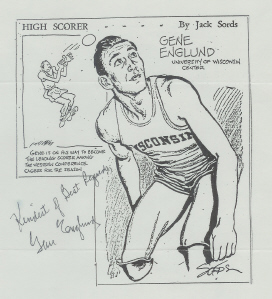 HIGH SCORER - - - By Jack Sords
GENE
ENGLUND
UNIVERSITY OF WISCONSIN
CENTER
GENE IS ON HIS WAY TO BECOME
THE LEADING SCORER AMONG
THE WESTERN CONFERENCE
CAGERS FOR THE SEASON
WISCONSIN
Kindest & Best Regards
Gene Englund
SORDS